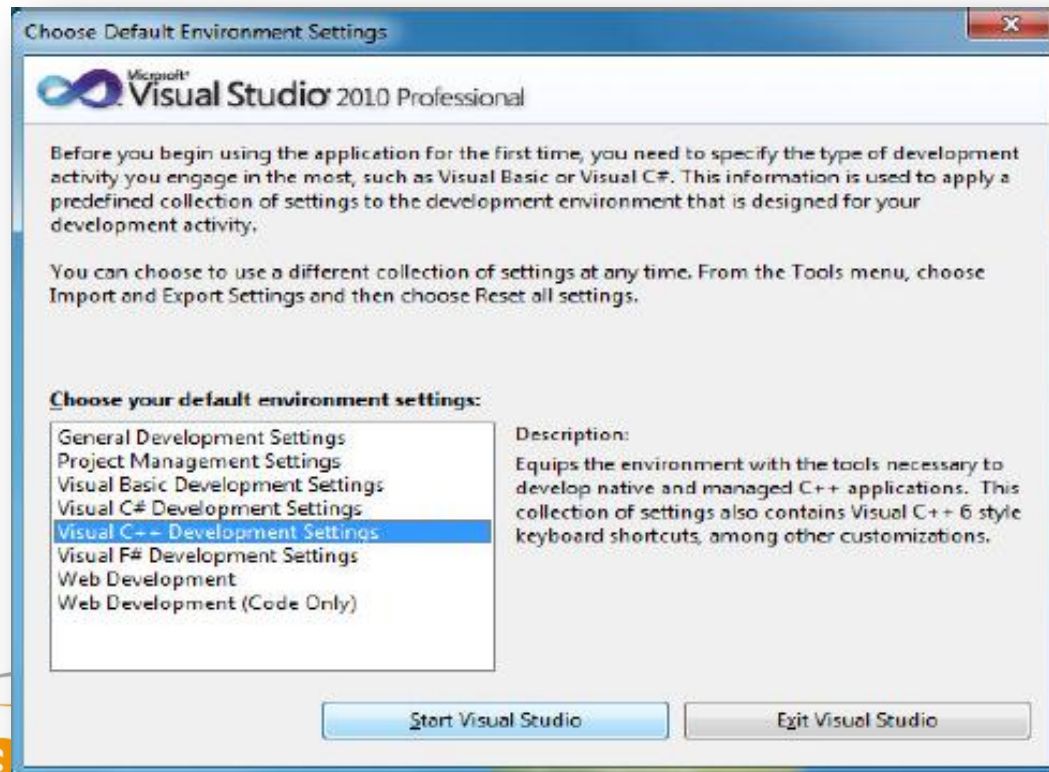 Choose Default Environment Settings
Microsoft®
Visual Studio® 2010 Professional
Before you begin using the application for the first time, you need to specify the type of development
activity you engage in the most, such as Visual Basic or Visual C#. This information is used to apply a
predefined collection of settings to the development environment that is designed for your
development activity.
You can choose to use a different collection of settings at any time. From the Tools menu, choose
Import and Export Settings and then choose Reset all settings.
Choose your default environment settings:
General Development Settings
Project Management Settings
Visual Basic Development Settings
Visual C# Development Settings
Visual C++ Development Settings
Visual F# Development Settings
Web Development
Web Development (Code Only)
Description:
Equips the environment with the tools necessary to
develop native and managed C++ applications. This
collection of settings also contains Visual C++ 6 style
keyboard shortcuts, among other customizations.
Start Visual Studio
Exit Visual Studio